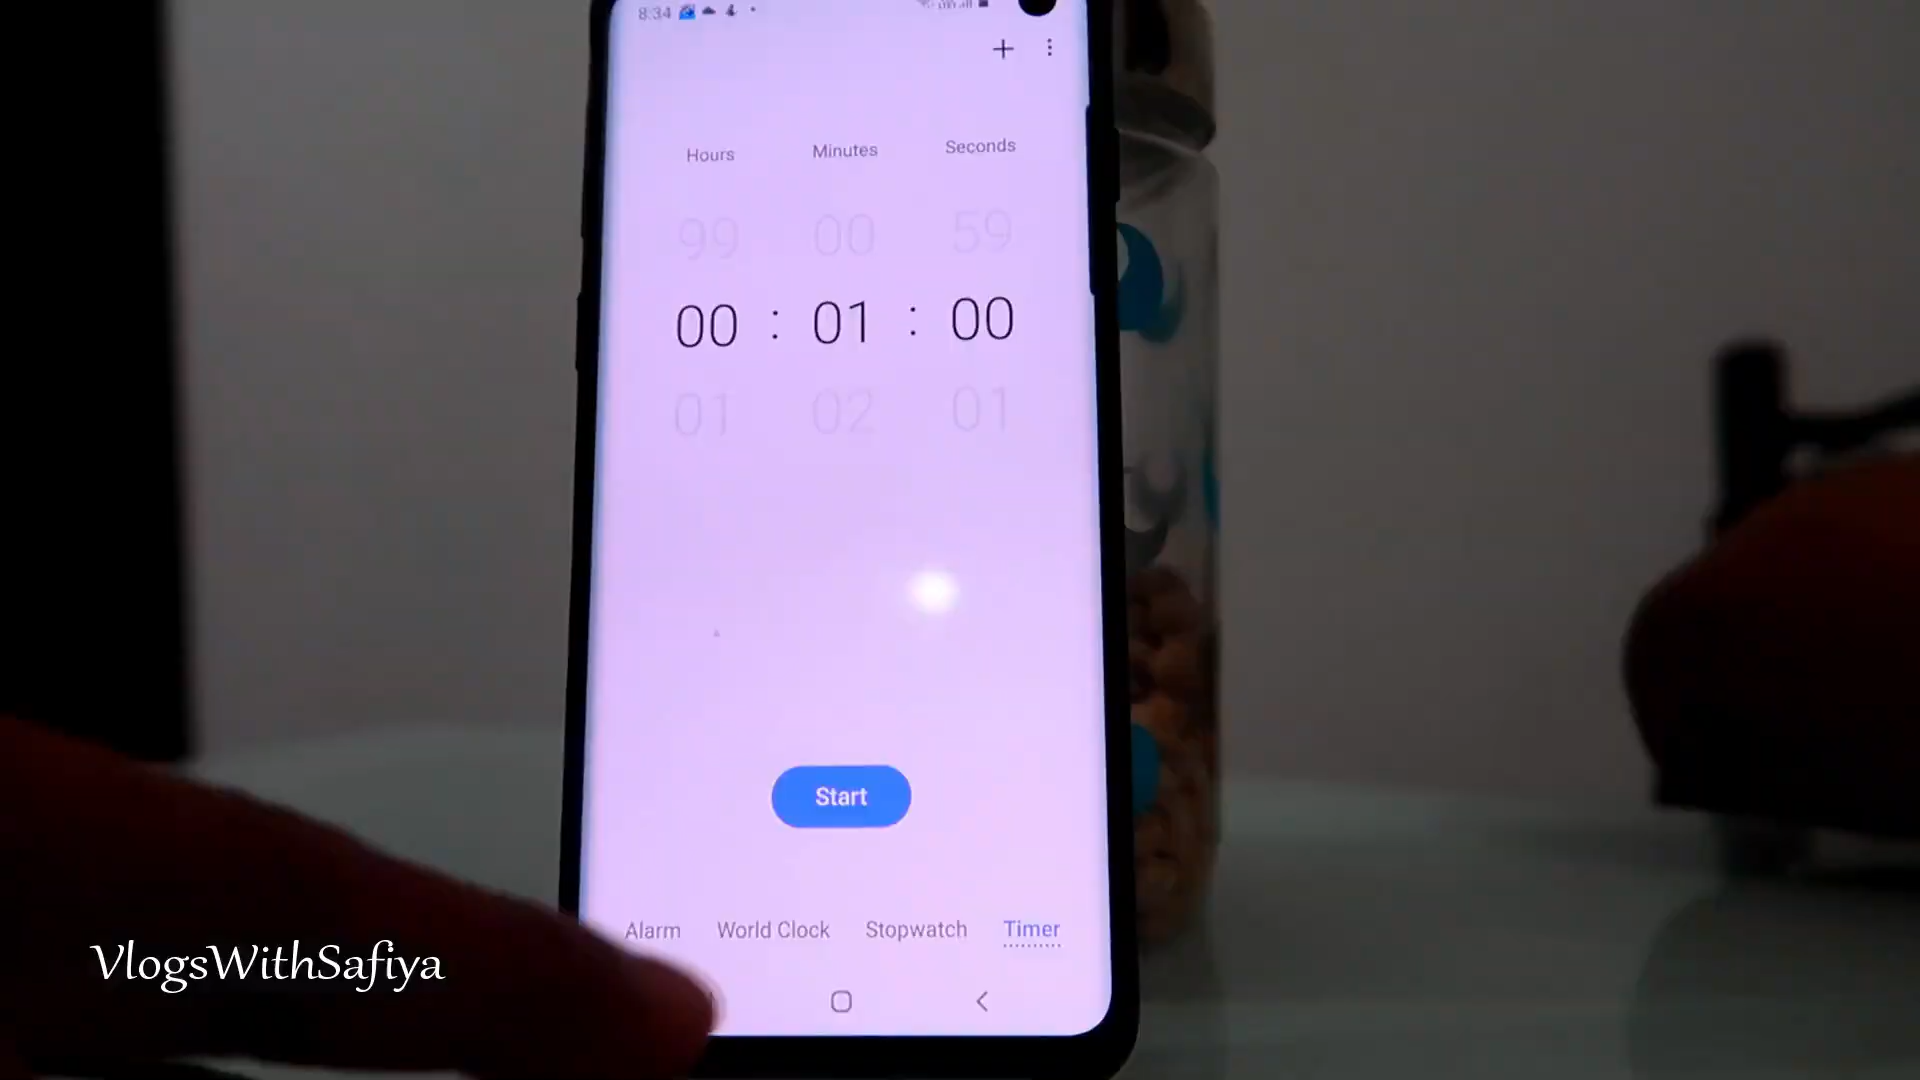 8:34
Hours Minutes Seconds
99 00 59
00 : 01 : 00
01 02 01
Start
Alarm World Clock Stopwatch Timer
VlogsWithSafiya